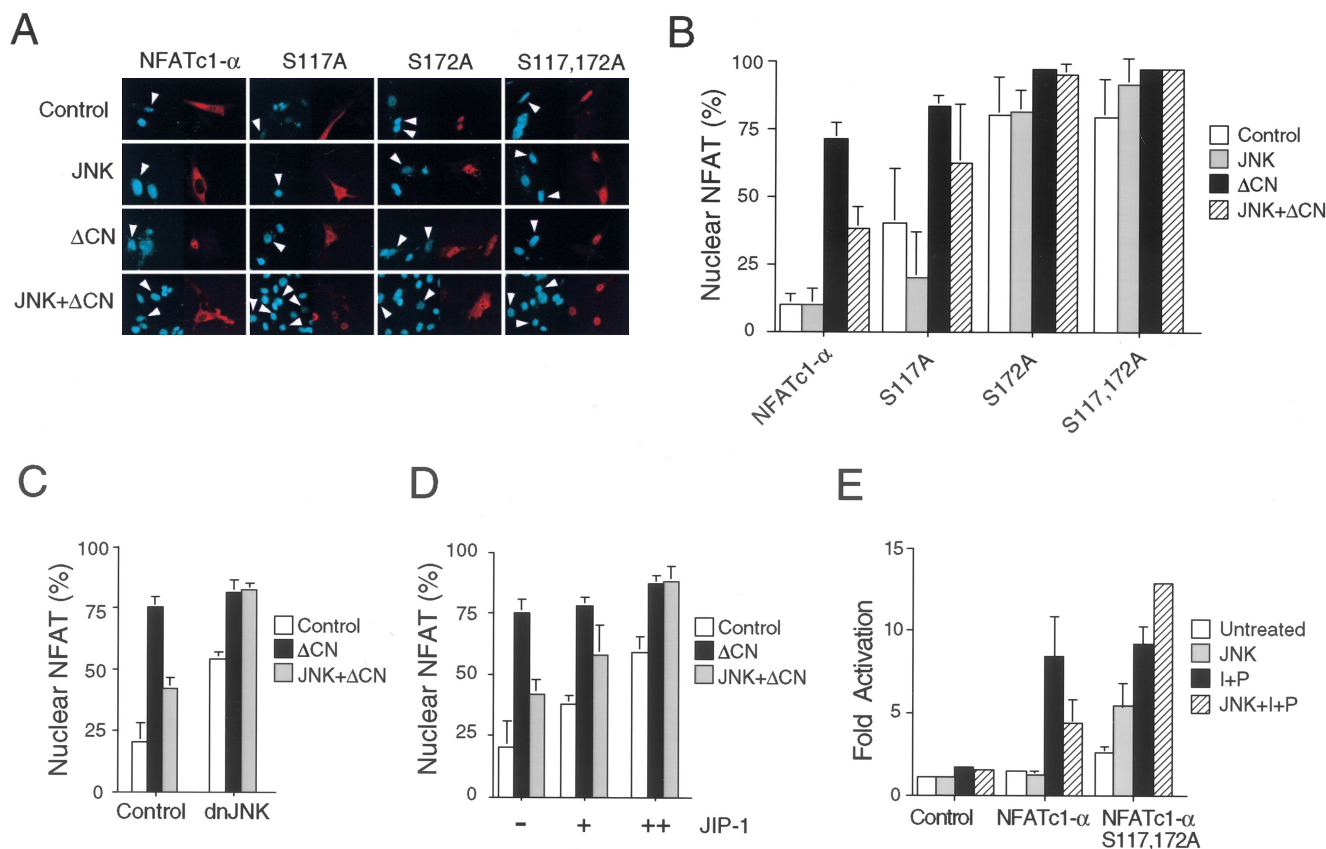 A
NFATc1-α S117A S172A S117,172A
Control
JNK
ΔCN
JNK+ΔCN
B
Nuclear NFAT (%)
100
75
50
25
0
NFATc1-α
S117A
S172A
S117,172A
Control
JNK
ΔCN
JNK+ΔCN
C
Nuclear NFAT (%)
100
75
50
25
0
Control dnJNK
Control
ΔCN
JNK+ΔCN
D
Nuclear NFAT (%)
100
75
50
25
0
- + ++ JIP-1
Control
ΔCN
JNK+ΔCN
E
Fold Activation
15
10
5
0
Control NFATc1-α NFATc1-α
S117,172A
Untreated
JNK
I+P
JNK+I+P